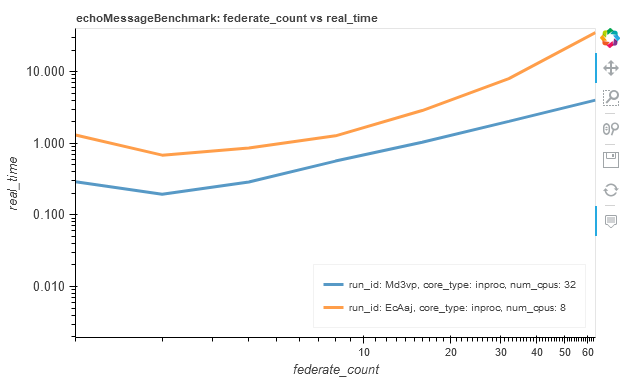 echoMessageBenchmark: federate_count vs real_time
10.000
1.000
0.100
0.010
real_time
run_id: Md3vp, core_type: inproc, num_cpus: 32
run_id: EcAaj, core_type: inproc, num_cpus: 8
10 20 30 40 50 60
federate_count